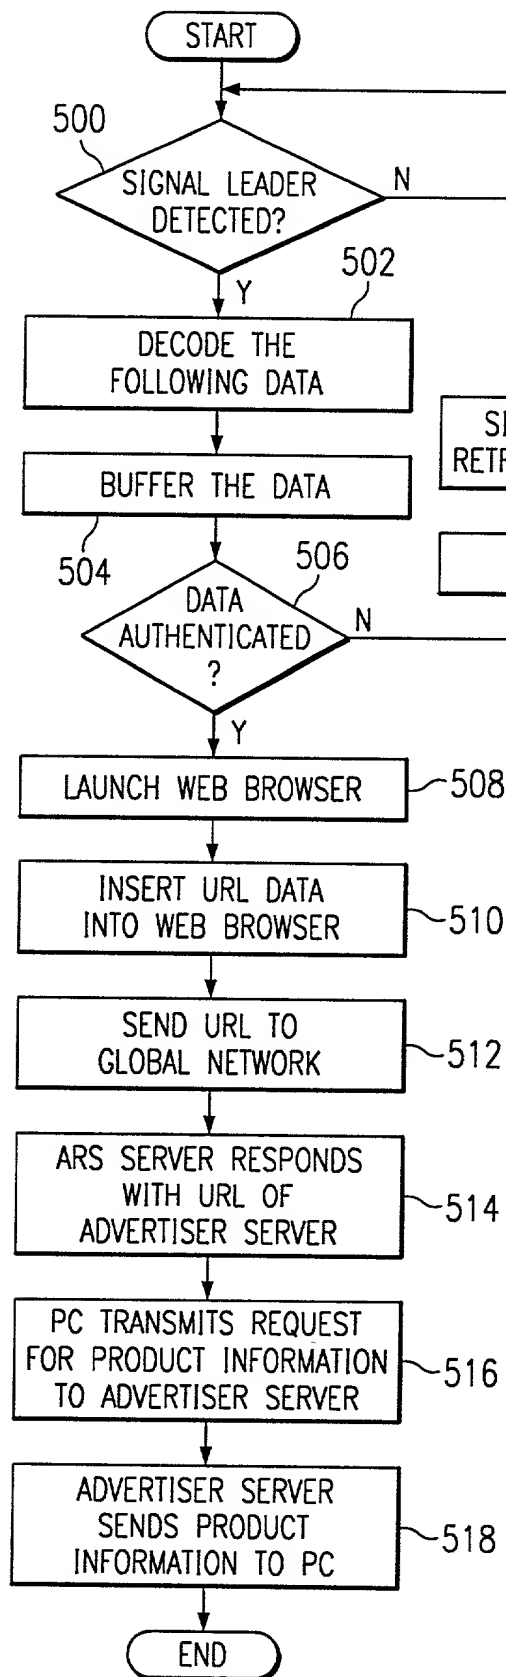 START
500
SIGNAL LEADER
DETECTED?
N
Y
502
DECODE THE
FOLLOWING DATA
BUFFER THE DATA
504
506
DATA
AUTHENTICATED
?
N
Y
LAUNCH WEB BROWSER
508
INSERT URL DATA
INTO WEB BROWSER
510
SEND URL TO
GLOBAL NETWORK
512
ARS SERVER RESPONDS
WITH URL OF
ADVERTISER SERVER
514
PC TRANSMITS REQUEST
FOR PRODUCT INFORMATION
TO ADVERTISER SERVER
516
ADVERTISER SERVER
SENDS PRODUCT
INFORMATION TO PC
518
END